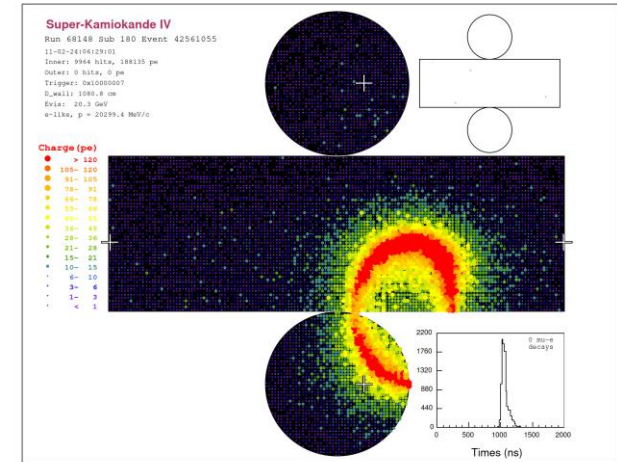 Super-Kamiokande IV
Run 68148 Sub 180 Event 42561055
11-02-24:06:29:01
Inner: 9964 hits, 188135 pe
Outer: 0 hits, 0 pe
Trigger: 0x10000007
D_wall: 1080.8 cm
Evis: 20.3 GeV
e-like, p = 20299.4 MeV/c
Charge(pe)
> 120
105- 120
91- 105
78- 91
66- 78
36- 45
28- 36
21- 28
15- 21
10- 15
6- 10
3- 6
1- 3
< 1
2200
1760
1320
880
440
0
0 mu-e
decays
0 500 1000 1500 2000
Times (ns)